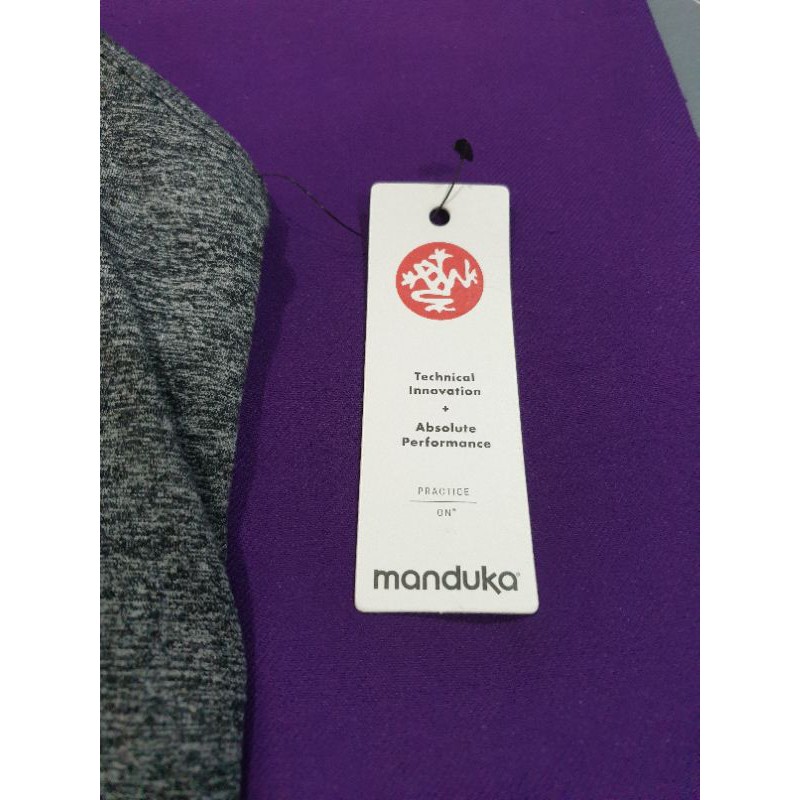 Technical
Innovation
+
Absolute
Performance
PRACTICE
ON®
manduka®